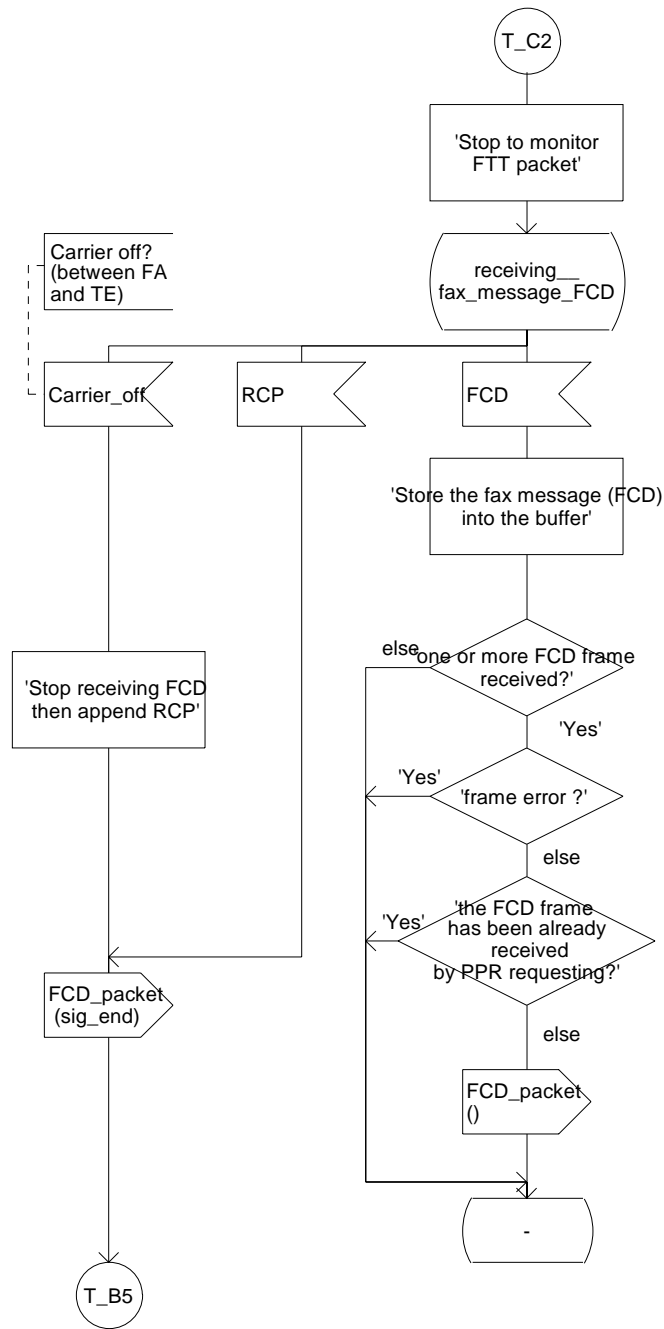 T_C2
'Stop to monitor
FTT packet'
Carrier off?
(between FA
and TE)
receiving__
fax_message_FCD
Carrier_off
RCP
FCD
'Store the fax message (FCD)
into the buffer'
else
'one or more FCD frame
received?'
'Yes'
'Stop receiving FCD
then append RCP'
'Yes'
'frame error ?'
else
'Yes'
'the FCD frame
has been already
received
by PPR requesting?'
FCD_packet
(sig_end)
else
FCD_packet
()
-
T_B5